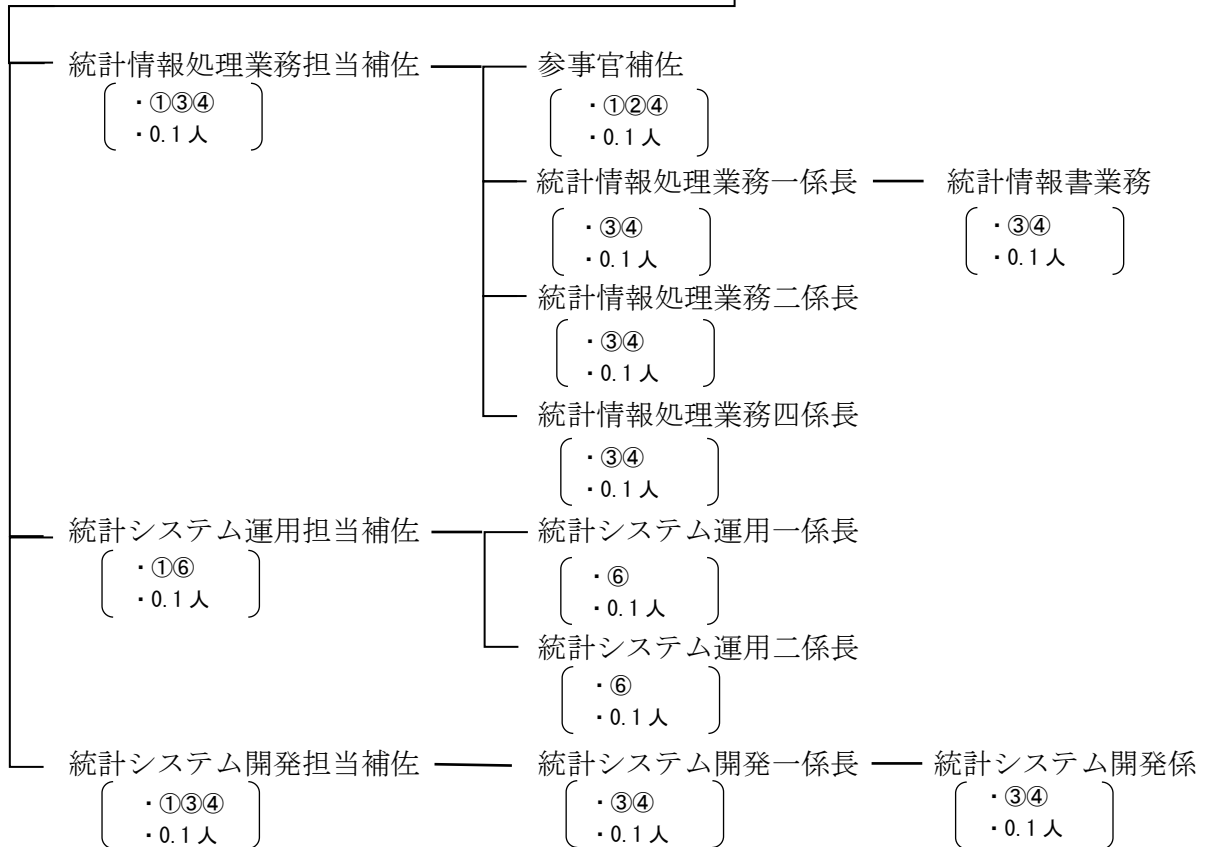 統計情報処理業務担当補佐 参事官補佐
・①③④ ・①②④
・0.1人 ・0.1人
統計情報処理業務一係長 統計情報書業務
・③④ ・③④
・0.1人 ・0.1人
統計情報処理業務二係長
・③④
・0.1人
統計情報処理業務四係長
・③④
・0.1人
統計システム運用担当補佐 統計システム運用一係長
・①⑥ ・⑥
・0.1人 ・0.1人
統計システム運用二係長
・⑥
・0.1人
統計システム開発担当補佐 統計システム開発一係長 統計システム開発係
・①③④ ・③④ ・③④
・0.1人 ・0.1人 ・0.1人